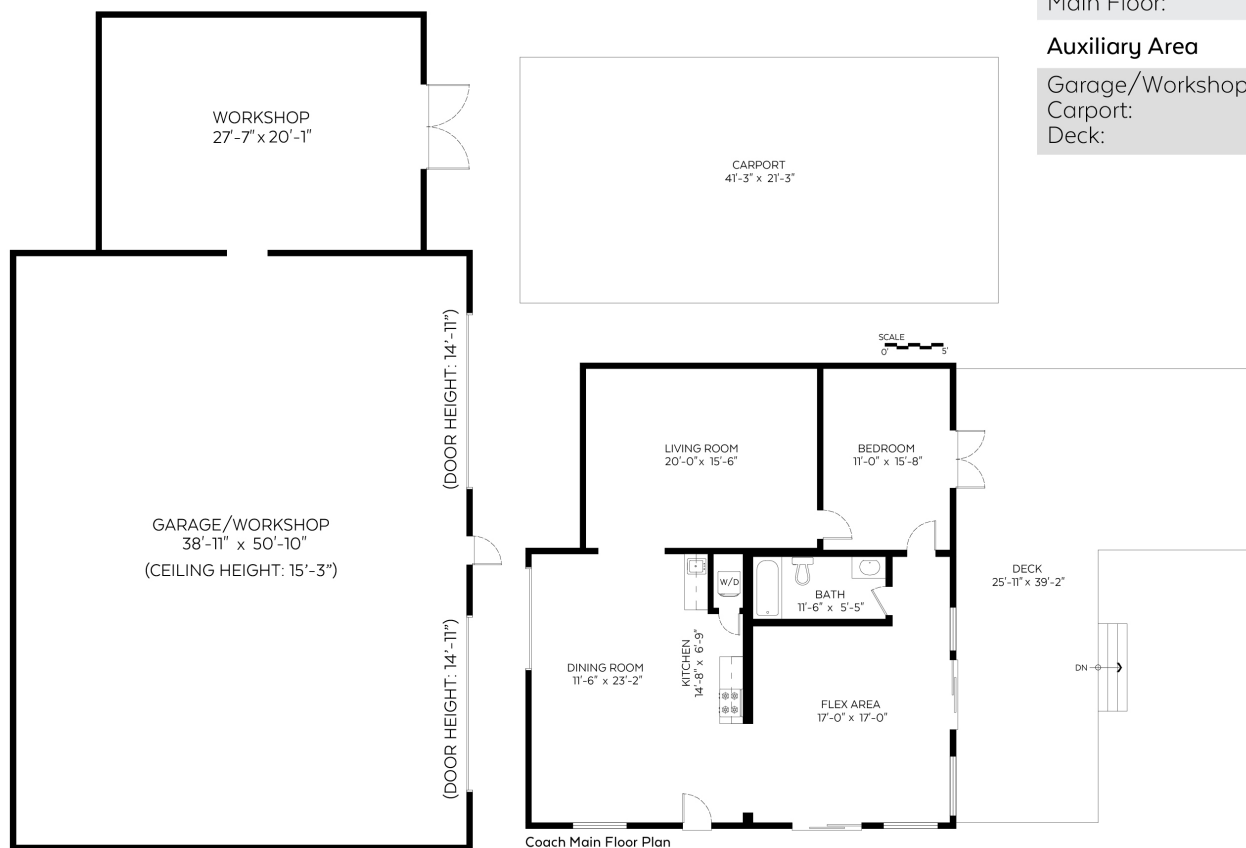 Main Floor:
Auxiliary Area
Garage/Workshop
Carport:
Deck:
WORKSHOP
27'-7" x 20'-1"
CARPORT
41'-3" x 21'-3"
SCALE
0' 5'
(DOOR HEIGHT: 14'-11")
LIVING ROOM
20'-0" x 15'-6"
BEDROOM
11'-0" x 15'-8"
GARAGE/WORKSHOP
38'-11" x 50'-10"
(CEILING HEIGHT: 15'-3")
W/D
BATH
11'-6" x 5'-5"
DECK
25'-11" x 39'-2"
DINING ROOM
11'-6" x 23'-2"
KITCHEN
14'-8" x 6'-9"
DN
FLEX AREA
17'-0" x 17'-0"
(DOOR HEIGHT: 14'-11")
Coach Main Floor Plan